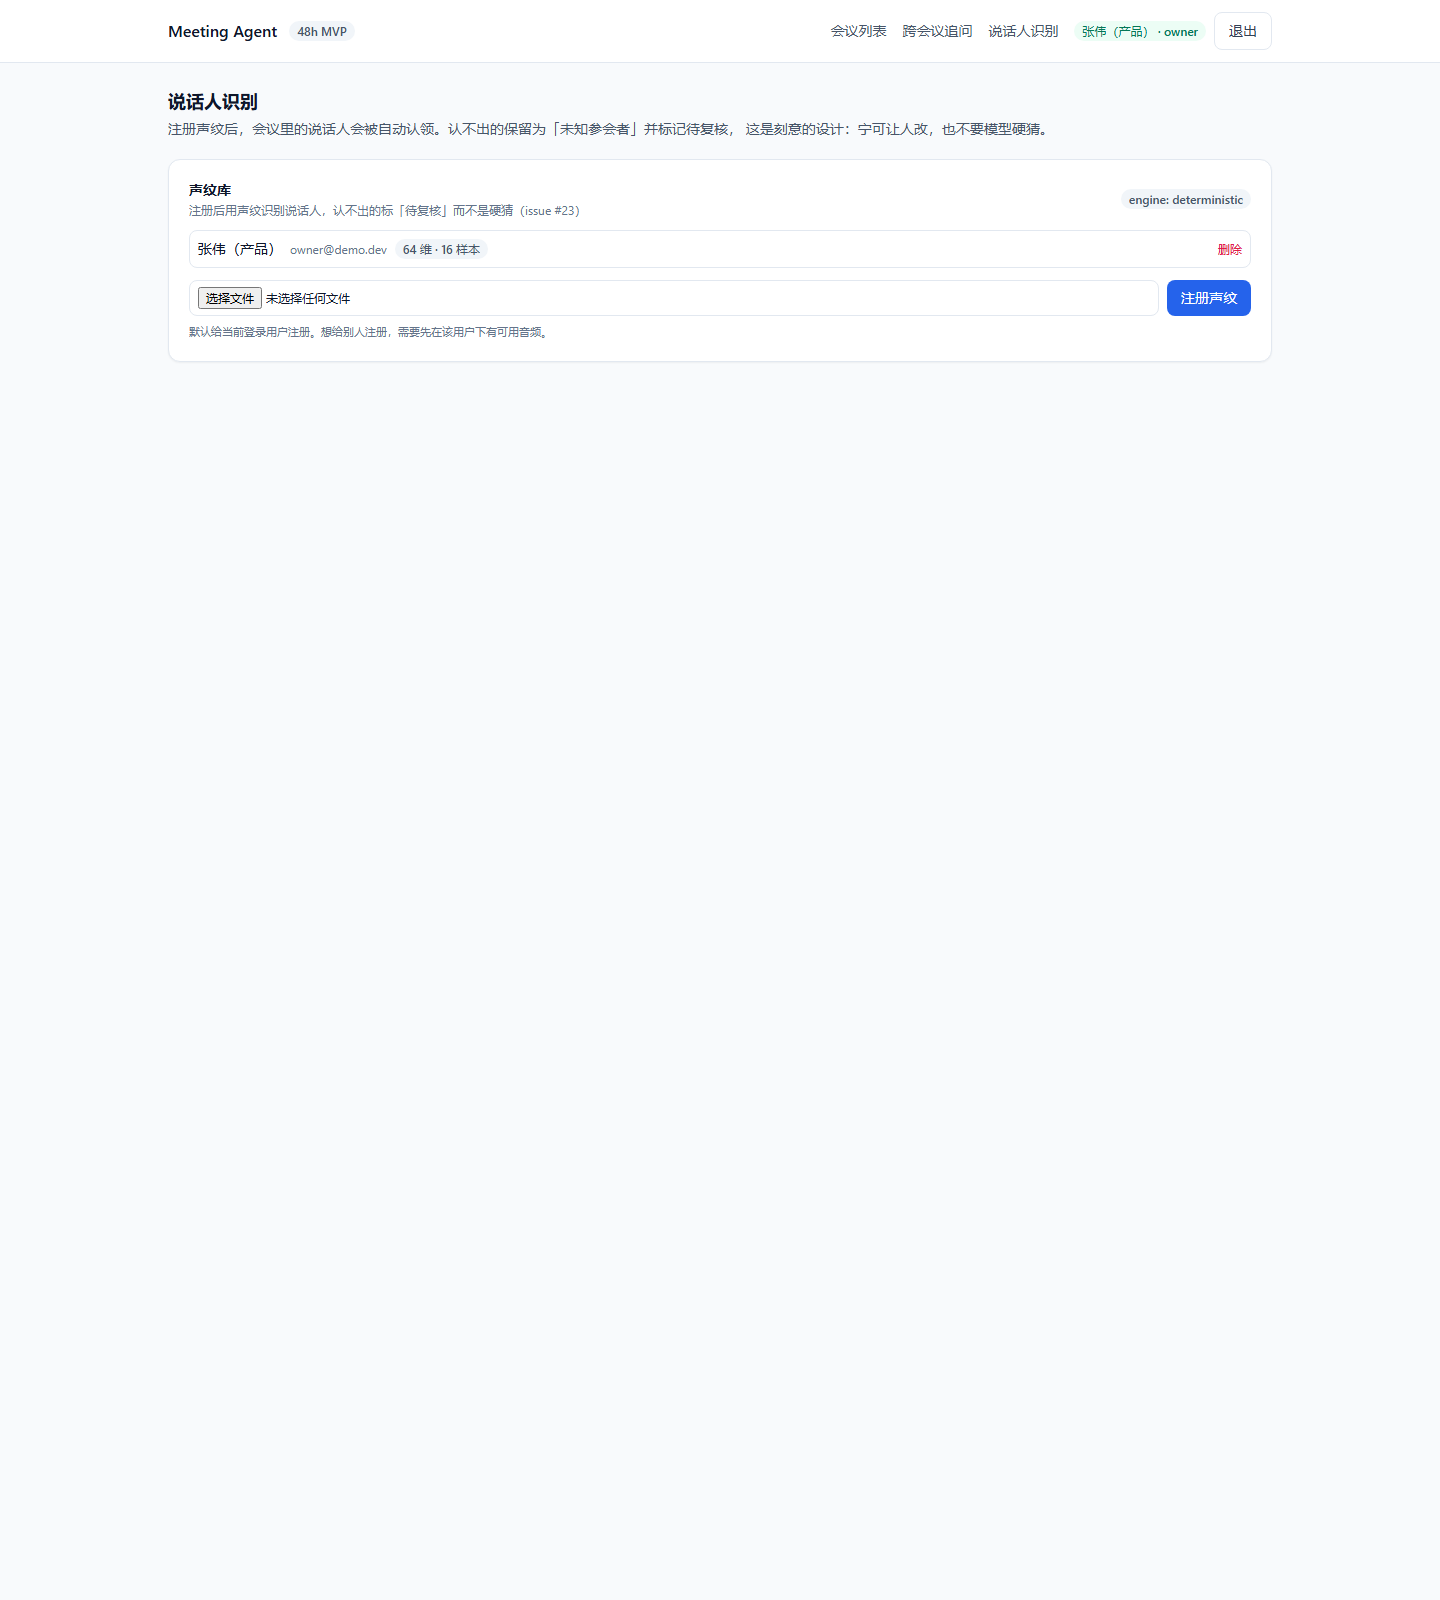 Meeting Agent 48h MVP 会议列表 跨会议追问 说话人识别 张伟（产品） · owner 退出
说话人识别
注册声纹后，会议里的说话人会被自动认领。认不出的保留为「未知参会者」并标记待复核， 这是刻意的设计：宁可让人改，也不要模型硬猜。
声纹库
注册后用声纹识别说话人，认不出的标「待复核」而不是硬猜（issue #23）
engine: deterministic
张伟（产品） owner@demo.dev 64 维 · 16 样本 删除
选择文件 未选择任何文件 注册声纹
默认给当前登录用户注册。想给别人注册，需要先在该用户下有可用音频。